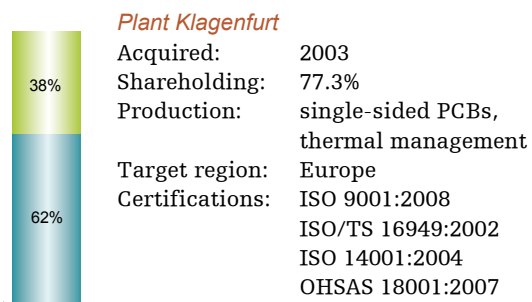 Plant Klagenfurt
Acquired: 2003
Shareholding: 77.3%
38%
Production: single-sided PCBs,
thermal management
Target region: Europe
Certifications: ISO 9001:2008
62%
ISO/TS 16949:2002
ISO 14001:2004
OHSAS 18001:2007